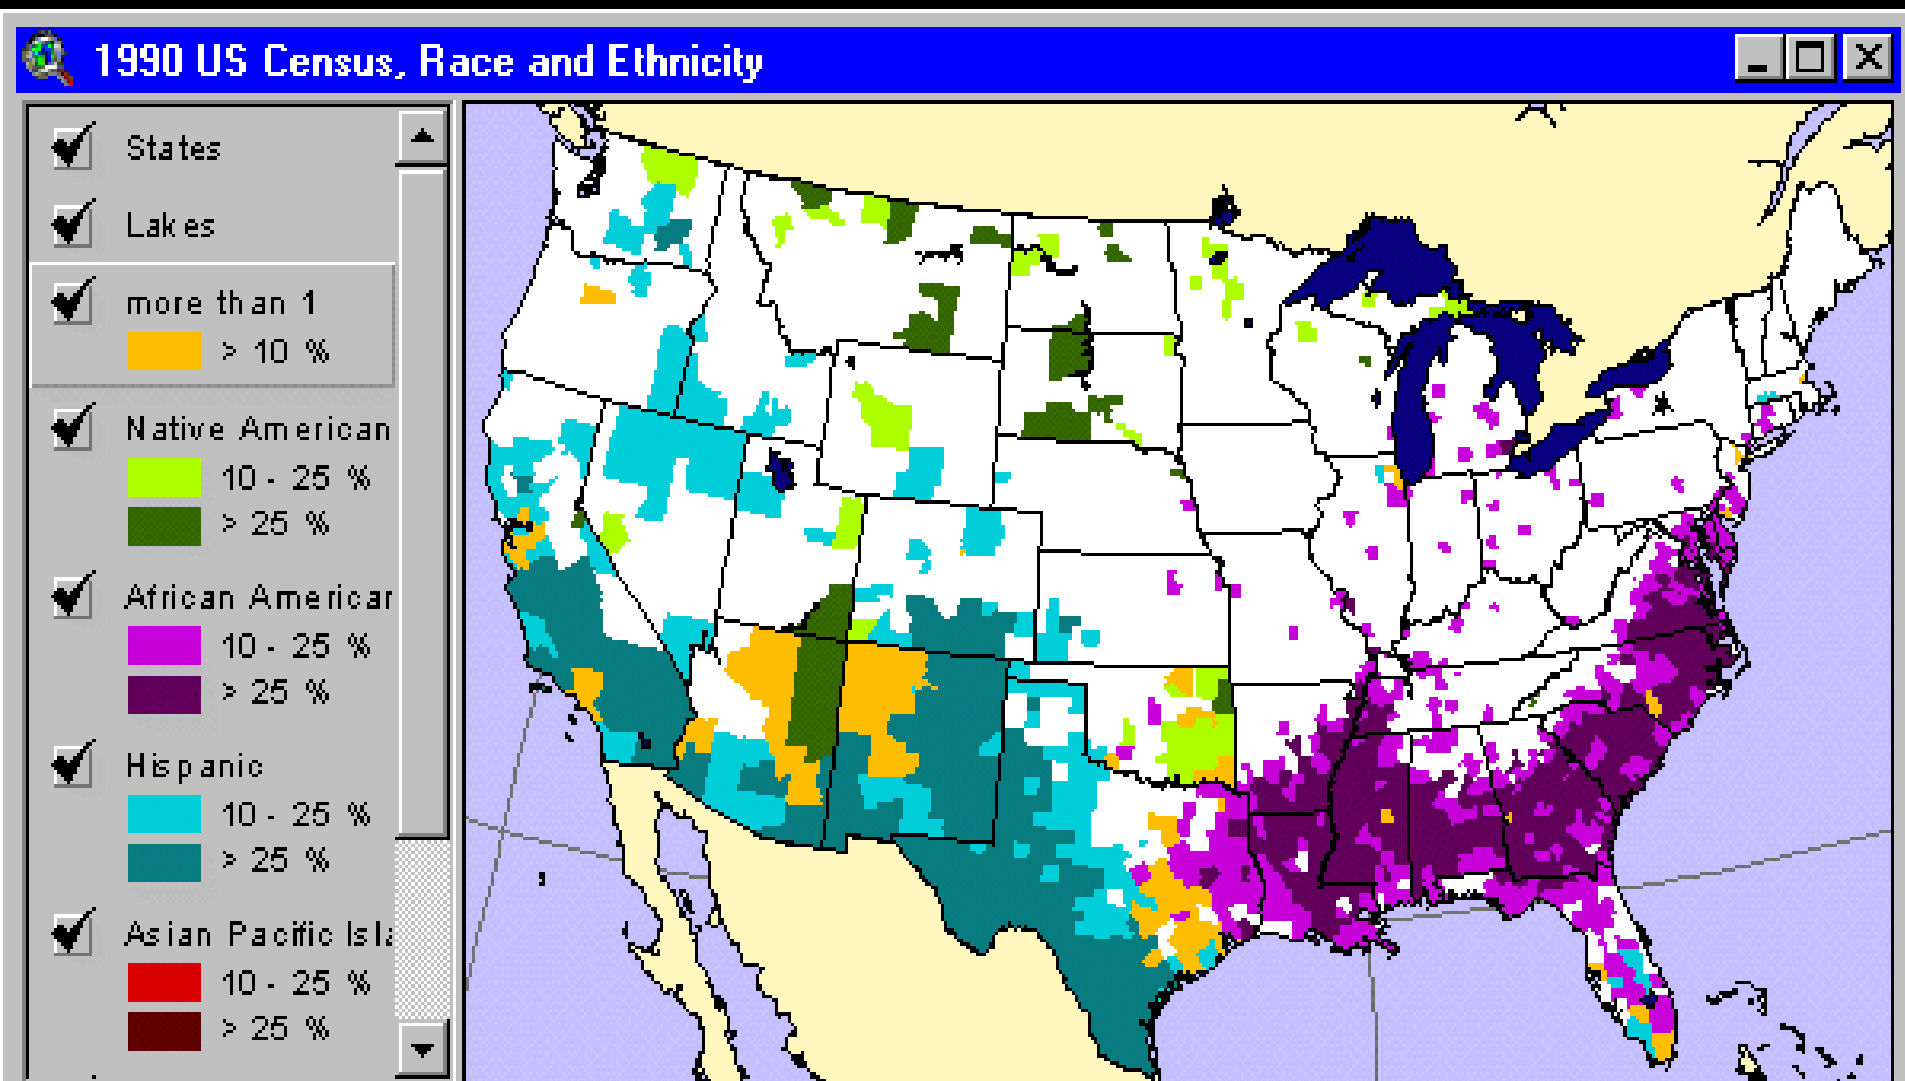 1990 US Census, Race and Ethnicity
States
Lakes
more than 1
> 10 %
Native American
10 - 25 %
> 25 %
African American
10 - 25 %
> 25 %
Hispanic
10 - 25 %
> 25 %
Asian Pacific Isla
10 - 25 %
> 25 %